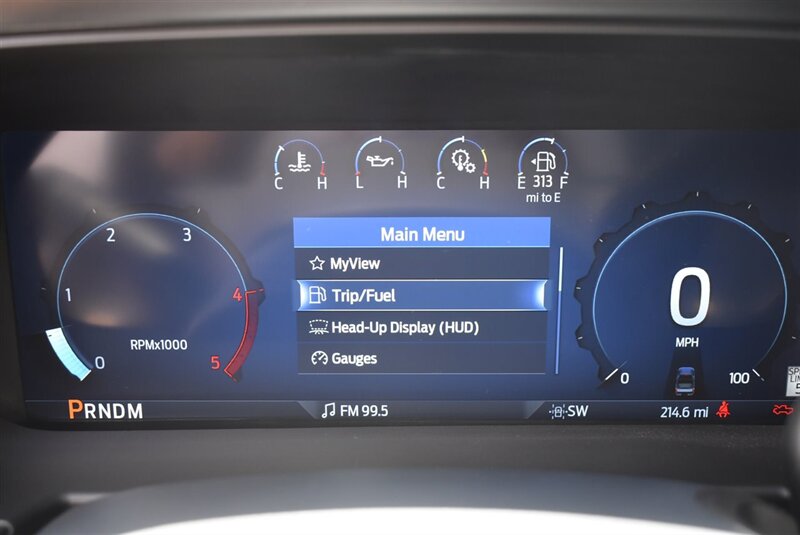 C H
L H
C H
E 313 F
mi to E
Main Menu
MyView
Trip/Fuel
Head-Up Display (HUD)
Gauges
0 1 2 3 4 5
RPMx1000
0
MPH
0 100
PRNDM
FM 99.5
SW
214.6 mi